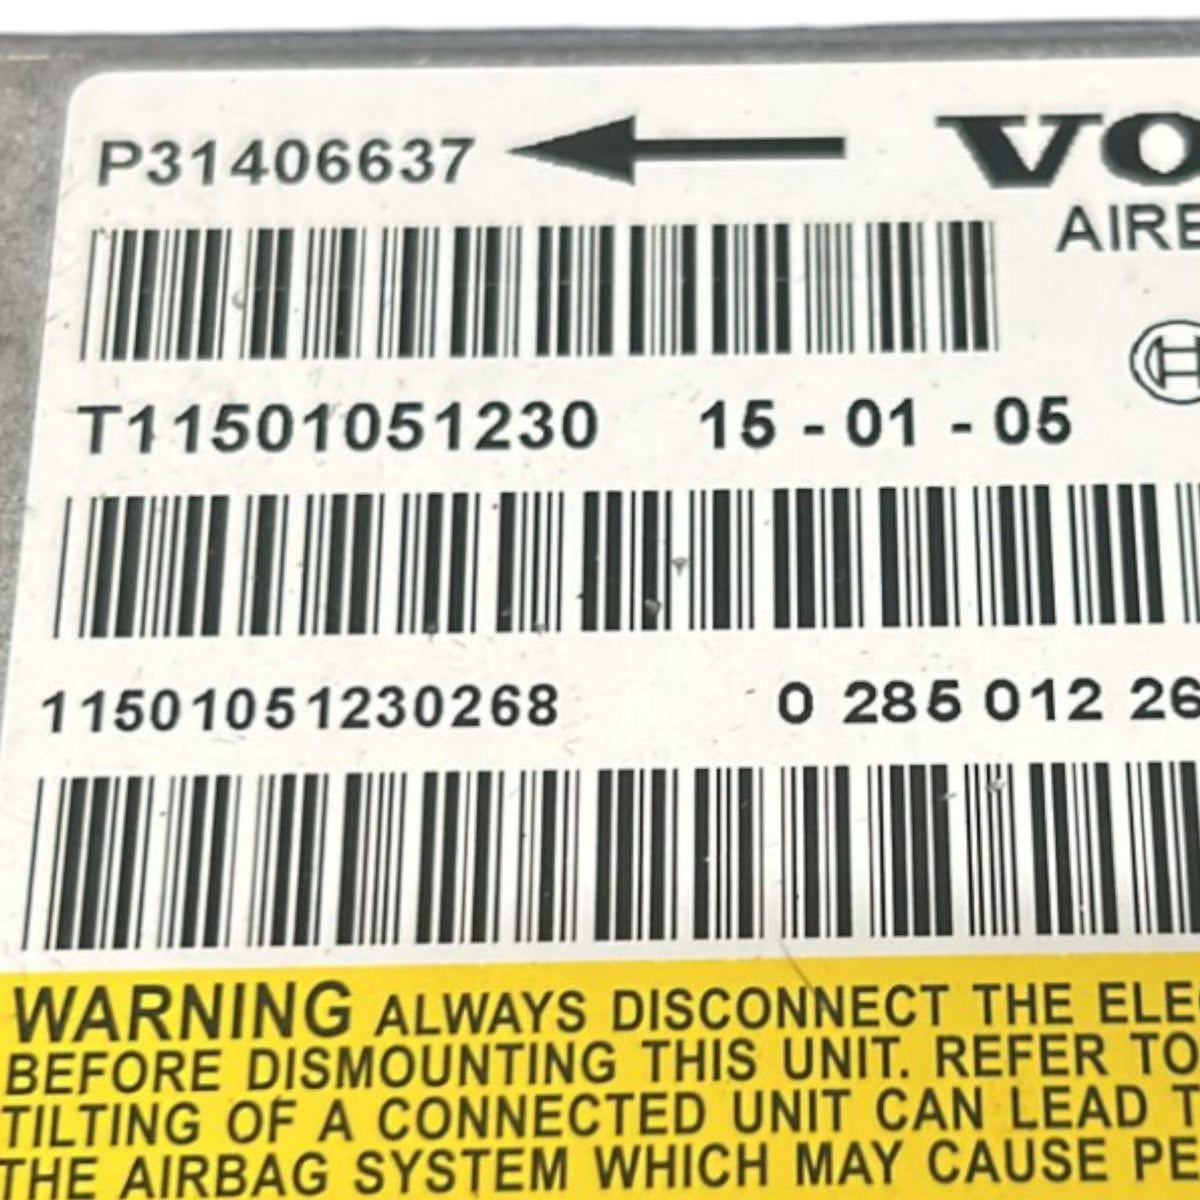 P31406637 VO
AIRB
T11501051230 15 - 01 - 05
11501051230268 0 285 012 26
WARNING ALWAYS DISCONNECT THE ELE
BEFORE DISMOUNTING THIS UNIT. REFER TO
TILTING OF A CONNECTED UNIT CAN LEAD T
THE AIRBAG SYSTEM WHICH MAY CAUSE PE